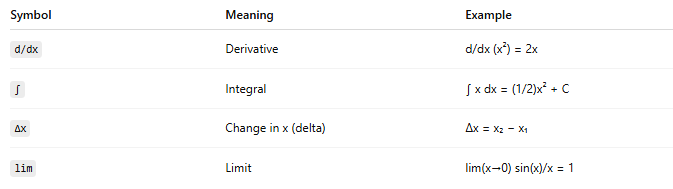 Symbol Meaning Example
d/dx Derivative d/dx (x²) = 2x
∫ Integral ∫ x dx = (1/2)x² + C
Δx Change in x (delta) Δx = x₂ − x₁
lim Limit lim(x→0) sin(x)/x = 1